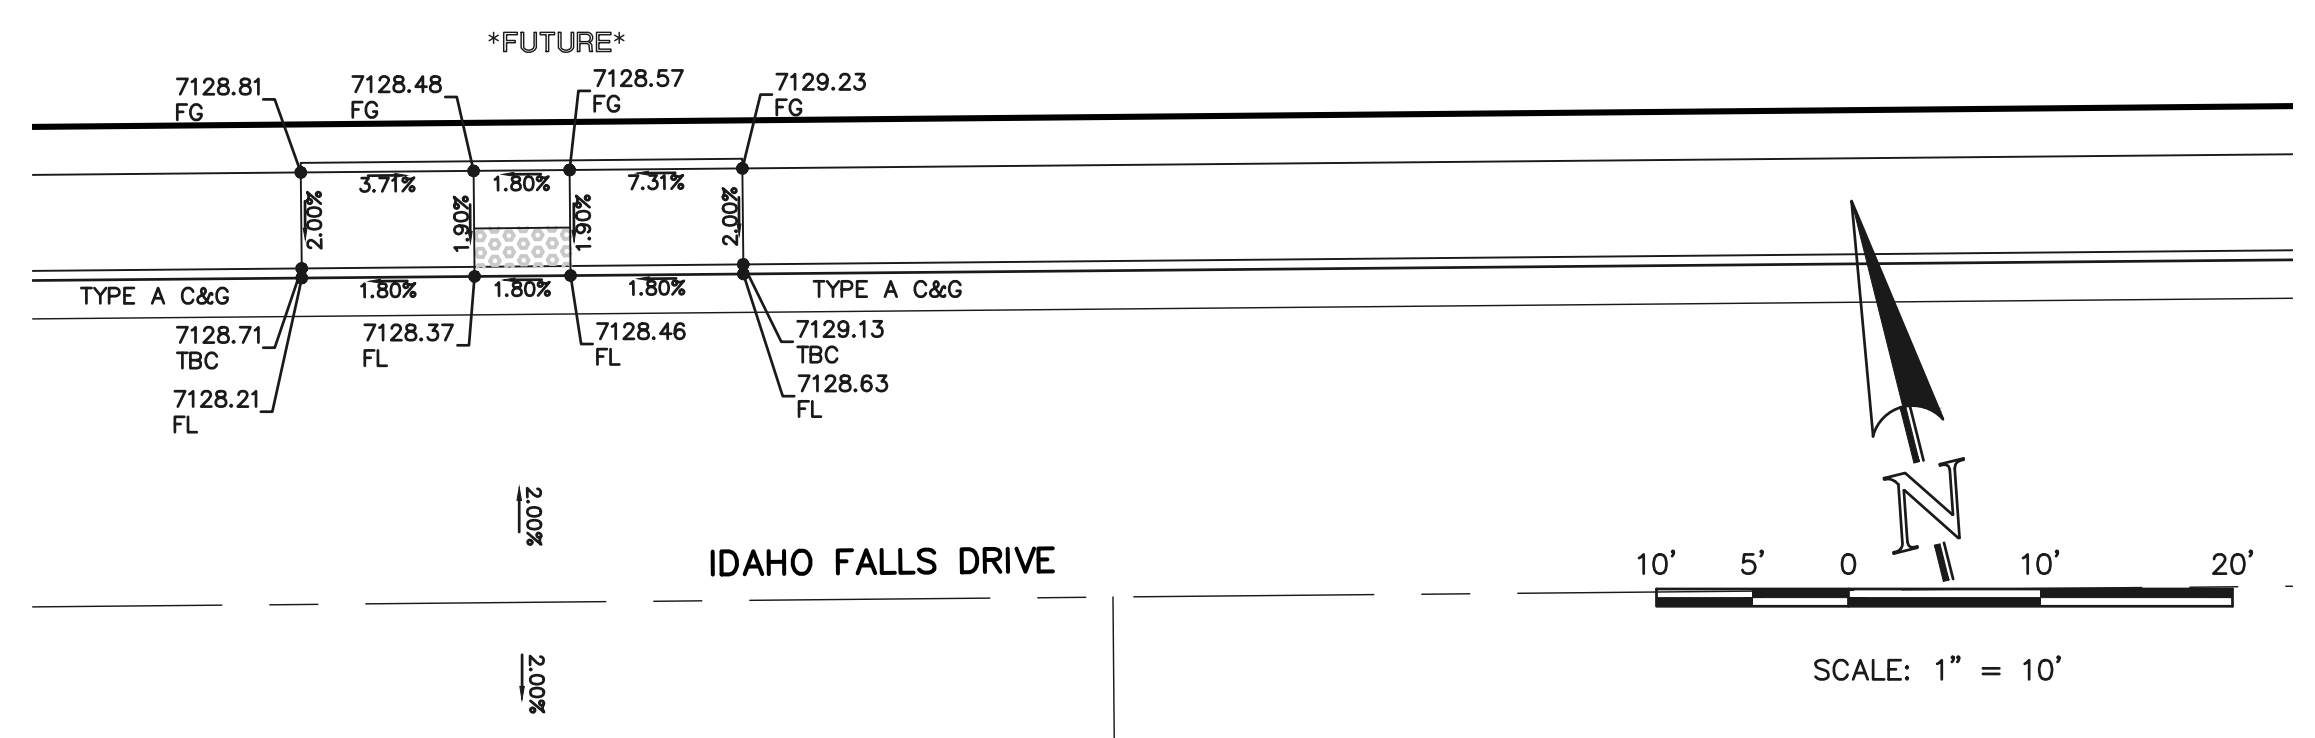 *FUTURE*
7128.81
FG
7128.48
FG
7128.57
FG
7129.23
FG
3.71%
1.80%
7.31%
2.00%
1.90%
1.90%
2.00%
1.80%
1.80%
1.80%
TYPE A C&G
TYPE A C&G
7128.71
TBC
7128.21
FL
7128.37
FL
7128.46
FL
7129.13
TBC
7128.63
FL
2.00%
IDAHO FALLS DRIVE
2.00%
N
10' 5' 0 10' 20'
SCALE: 1" = 10'